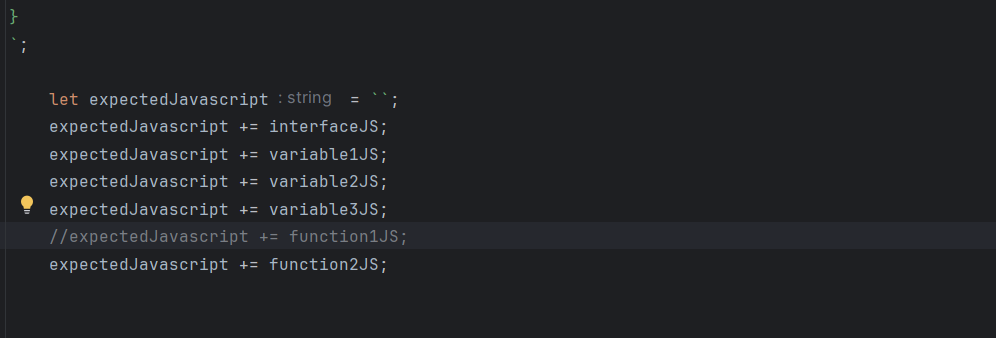 }
`;
let expectedJavascript : string = ``;
expectedJavascript += interfaceJS;
expectedJavascript += variable1JS;
expectedJavascript += variable2JS;
expectedJavascript += variable3JS;
//expectedJavascript += function1JS;
expectedJavascript += function2JS;